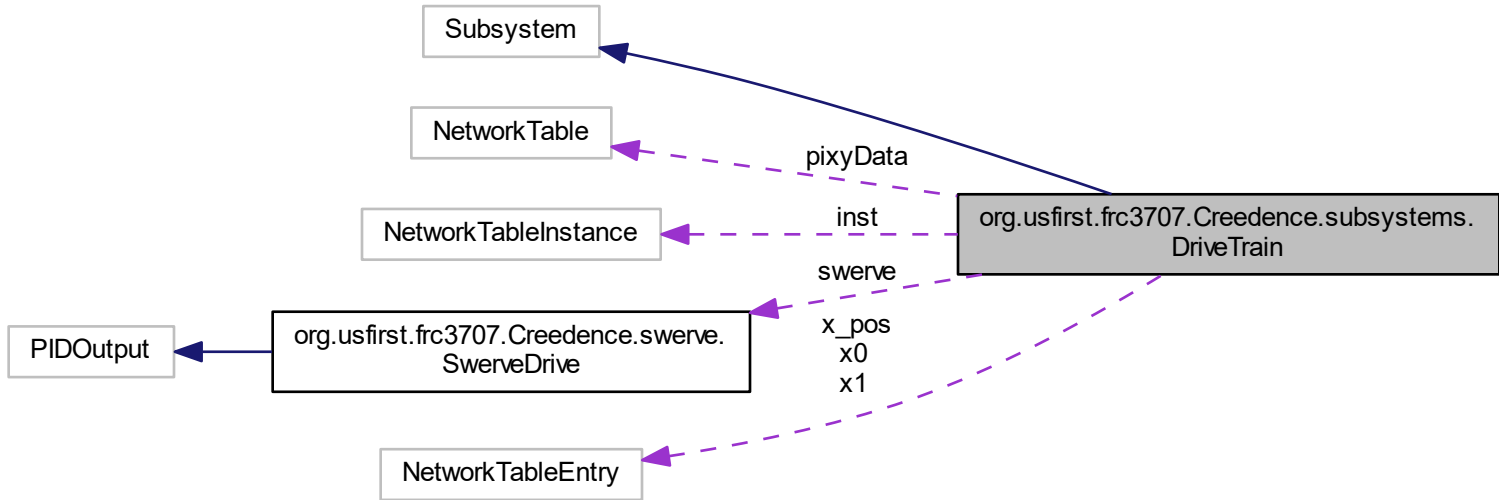 Subsystem
NetworkTable
pixyData
NetworkTableInstance
inst
org.usfirst.frc3707.Creedence.subsystems.
DriveTrain
swerve
PIDOutput
org.usfirst.frc3707.Creedence.swerve.
SwerveDrive
x_pos
x0
x1
NetworkTableEntry